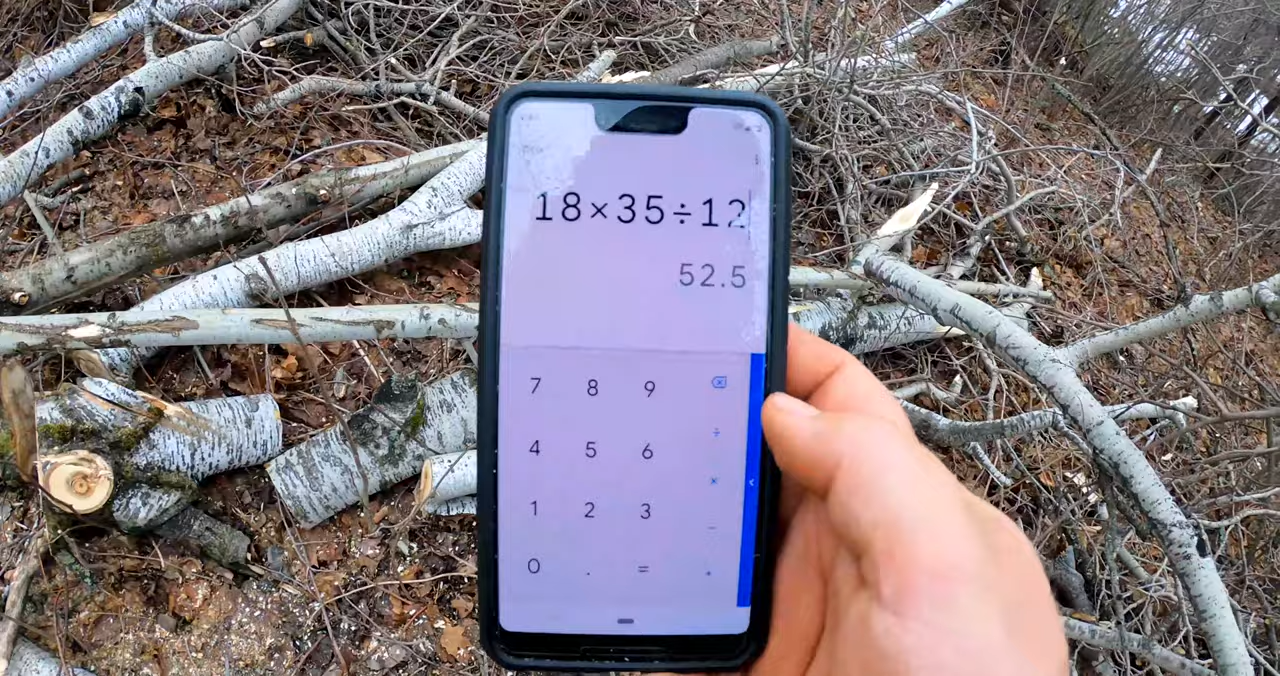 18×35÷12
52.5
7 8 9
4 5 6 ÷
1 2 3 ×
0 . = +